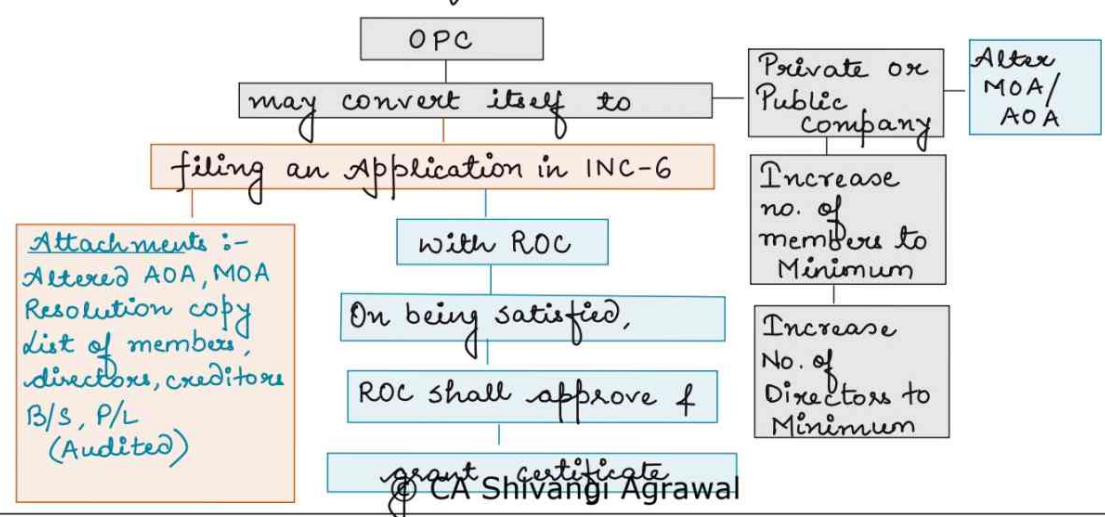 OPC
may convert itself to
Private or
Public
company
Alter
MOA/
AOA
filing an Application in INC-6
Increase
no. of
members to
Minimum
Increase
No. of
Directors to
Minimum
Attachments :-
Altered AOA, MOA
Resolution copy
List of members,
directors, creditors
B/S, P/L
(Audited)
with ROC
On being satisfied,
ROC shall approve &
grant certificate
© CA Shivangi Agrawal